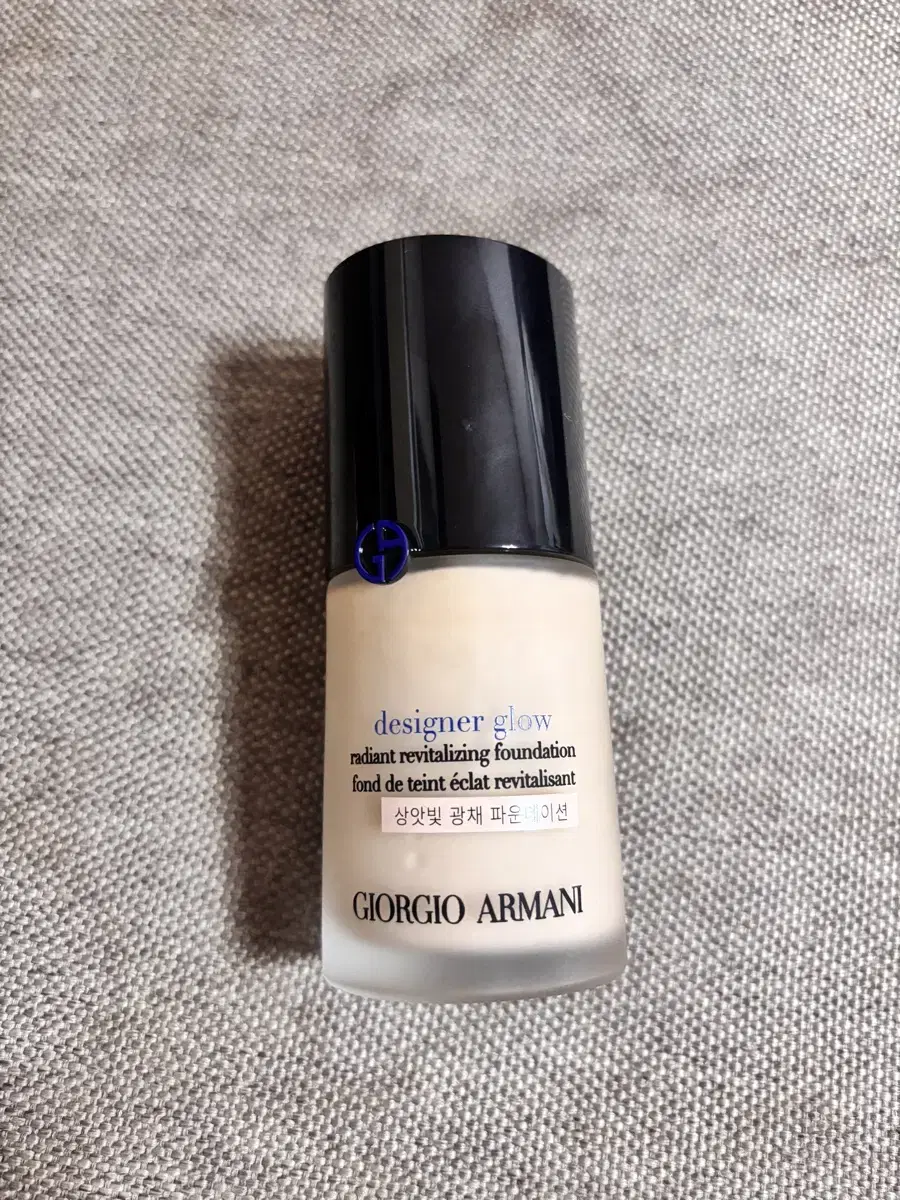 designer glow
radiant revitalizing foundation
fond de teint éclat revitalisant
상앗빛 광채 파운데이션
GIORGIO ARMANI